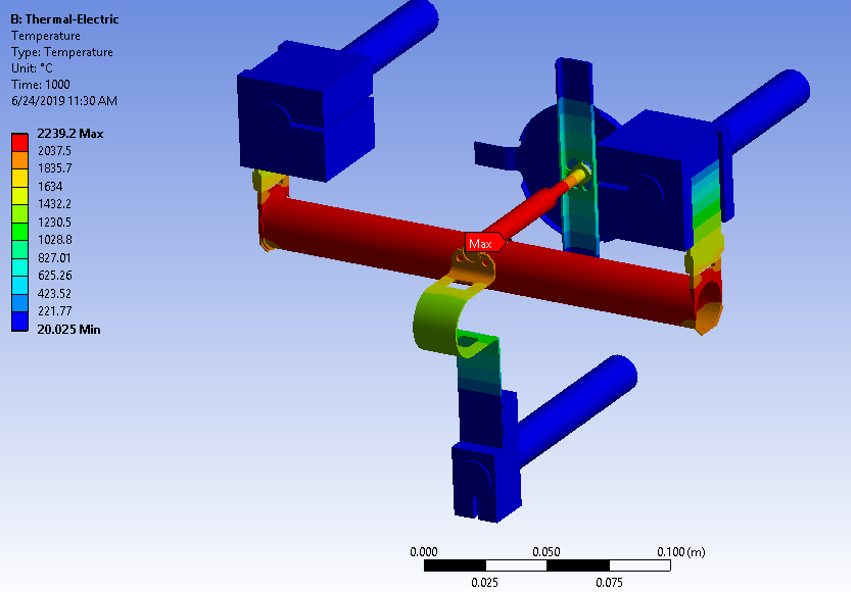 B: Thermal-Electric
Temperature
Type: Temperature
Unit: °C
Time: 1000
6/24/2019 11:30 AM
2239.2 Max
2037.5
1835.7
1634
1432.2
1230.5
1028.8
827.01
625.26
423.52
221.77
20.025 Min
Max
0.000 0.050 0.100 (m)
0.025 0.075